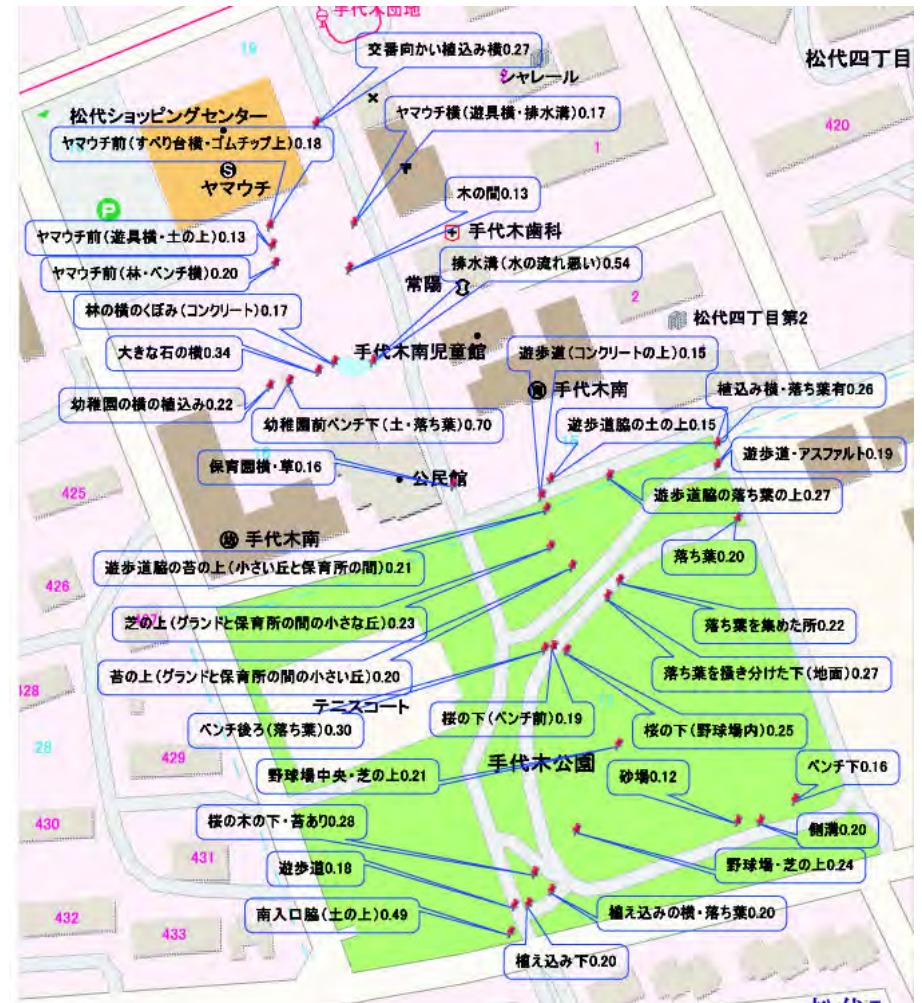 手代木団地
19
交番向かい植込み横0.27
シャレール
松代四丁目
松代ショッピングセンター
ヤマウチ横(遊具横・排水溝)0.17
420
ヤマウチ前(すべり台横・ゴムチップ上)0.18
1
S
ヤマウチ
木の間0.13
P
手代木歯科
ヤマウチ前(遊具横・土の上)0.13
ヤマウチ前(林・ベンチ横)0.20
排水溝(水の流れ悪い)0.54
常陽
2
林の横のくぼみ(コンクリート)0.17
松代四丁目第2
手代木南児童館
遊歩道(コンクリートの上)0.15
大きな石の横0.34
手代木南
植込み横・落ち葉有0.26
幼稚園の横の植込み0.22
幼稚園前ベンチ下(土・落ち葉)0.70
遊歩道脇の土の上0.15
遊歩道・アスファルト0.19
保育園横・草0.16
公民館
425
遊歩道脇の落ち葉の上0.27
手代木南
落ち葉0.20
遊歩道脇の苔の上(小さい丘と保育所の間)0.21
426
427
芝の上(グランドと保育所の間の小さな丘)0.23
落ち葉を集めた所0.22
苔の上(グランドと保育所の間の小さい丘)0.20
落ち葉を掻き分けた下(地面)0.27
428
テニスコート
11
桜の下(ベンチ前)0.19
ベンチ後ろ(落ち葉)0.30
桜の下(野球場内)0.25
28
429
手代木公園
野球場中央・芝の上0.21
砂場0.12
ベンチ下0.16
430
桜の木の下・苔あり0.28
側溝0.20
431
野球場・芝の上0.24
遊歩道0.18
432
南入口脇(土の上)0.49
植え込みの横・落ち葉0.20
433
植え込み下0.20